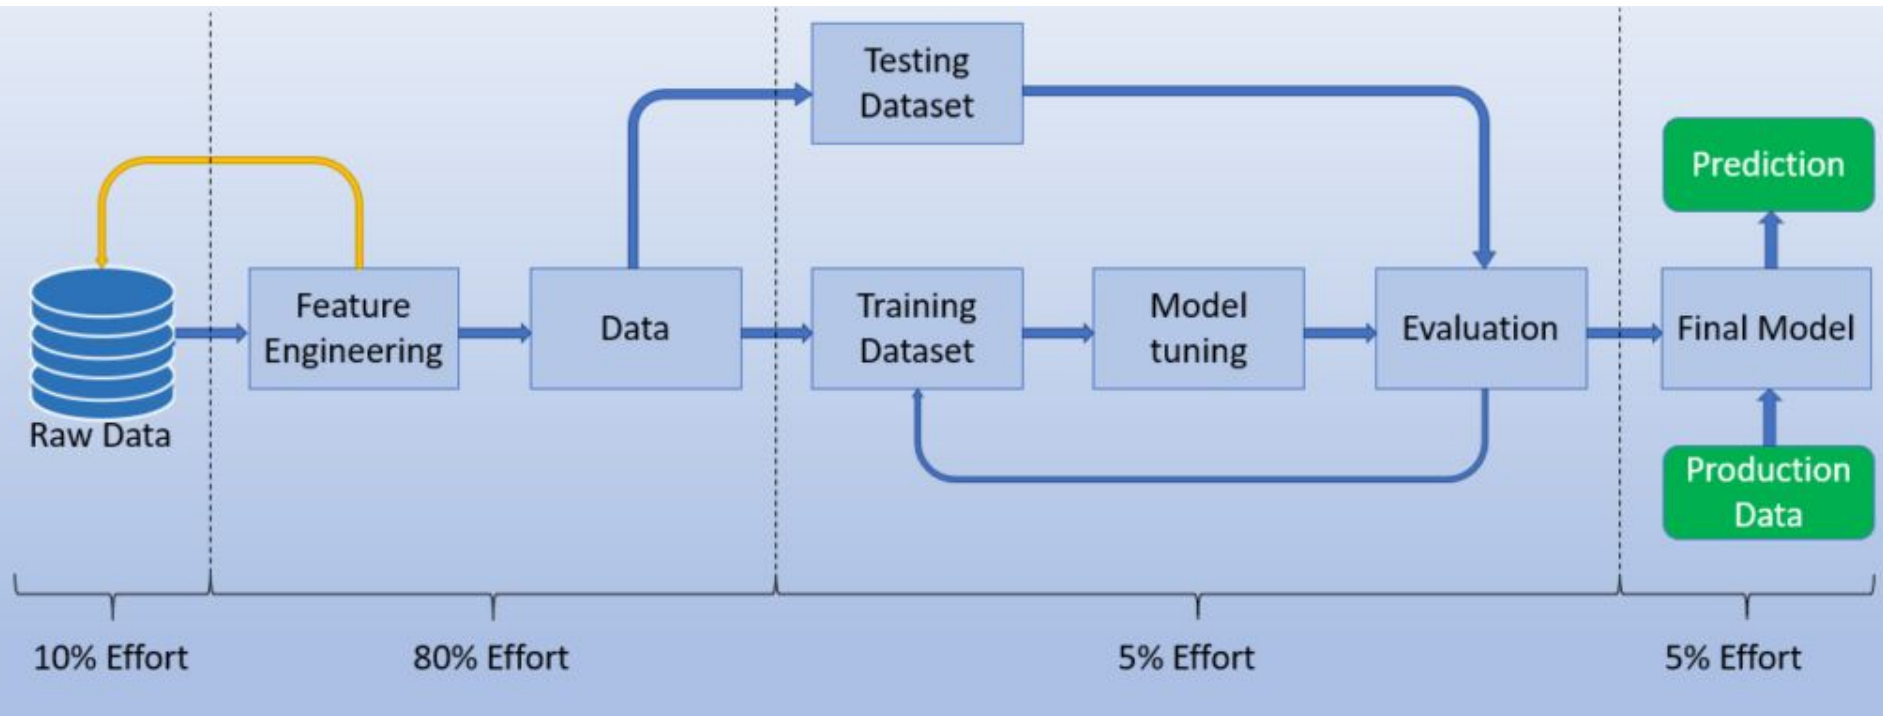 Testing
Dataset
Prediction
Feature
Engineering
Data
Training
Dataset
Model
tuning
Evaluation
Final Model
Raw Data
Production
Data
10% Effort
80% Effort
5% Effort
5% Effort